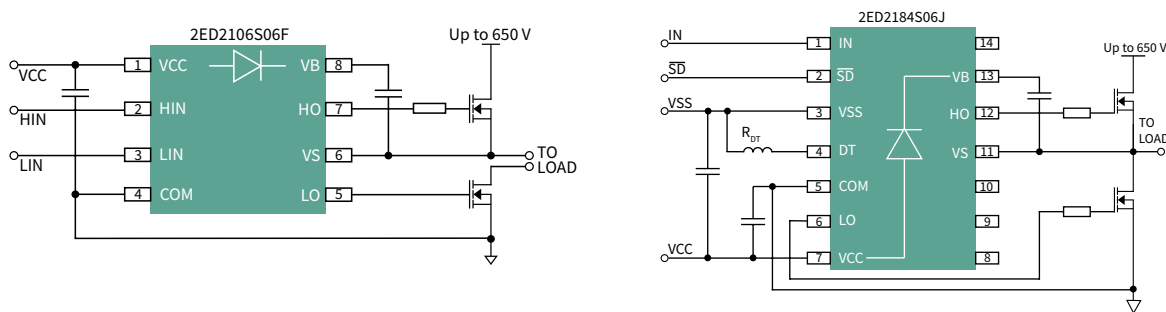 2ED2106S06F
Up to 650 V
VCC
1
VCC
VB
8
HIN
2
HIN
HO
7
LIN
3
LIN
VS
6
TO
LOAD
4
COM
LO
5
2ED2184S06J
IN
1
IN
14
Up to 650 V
SD
2
SD
VB
13
VSS
3
VSS
HO
12
TO
LOAD
RDT
4
DT
VS
11
5
COM
10
6
LO
9
VCC
7
VCC
8